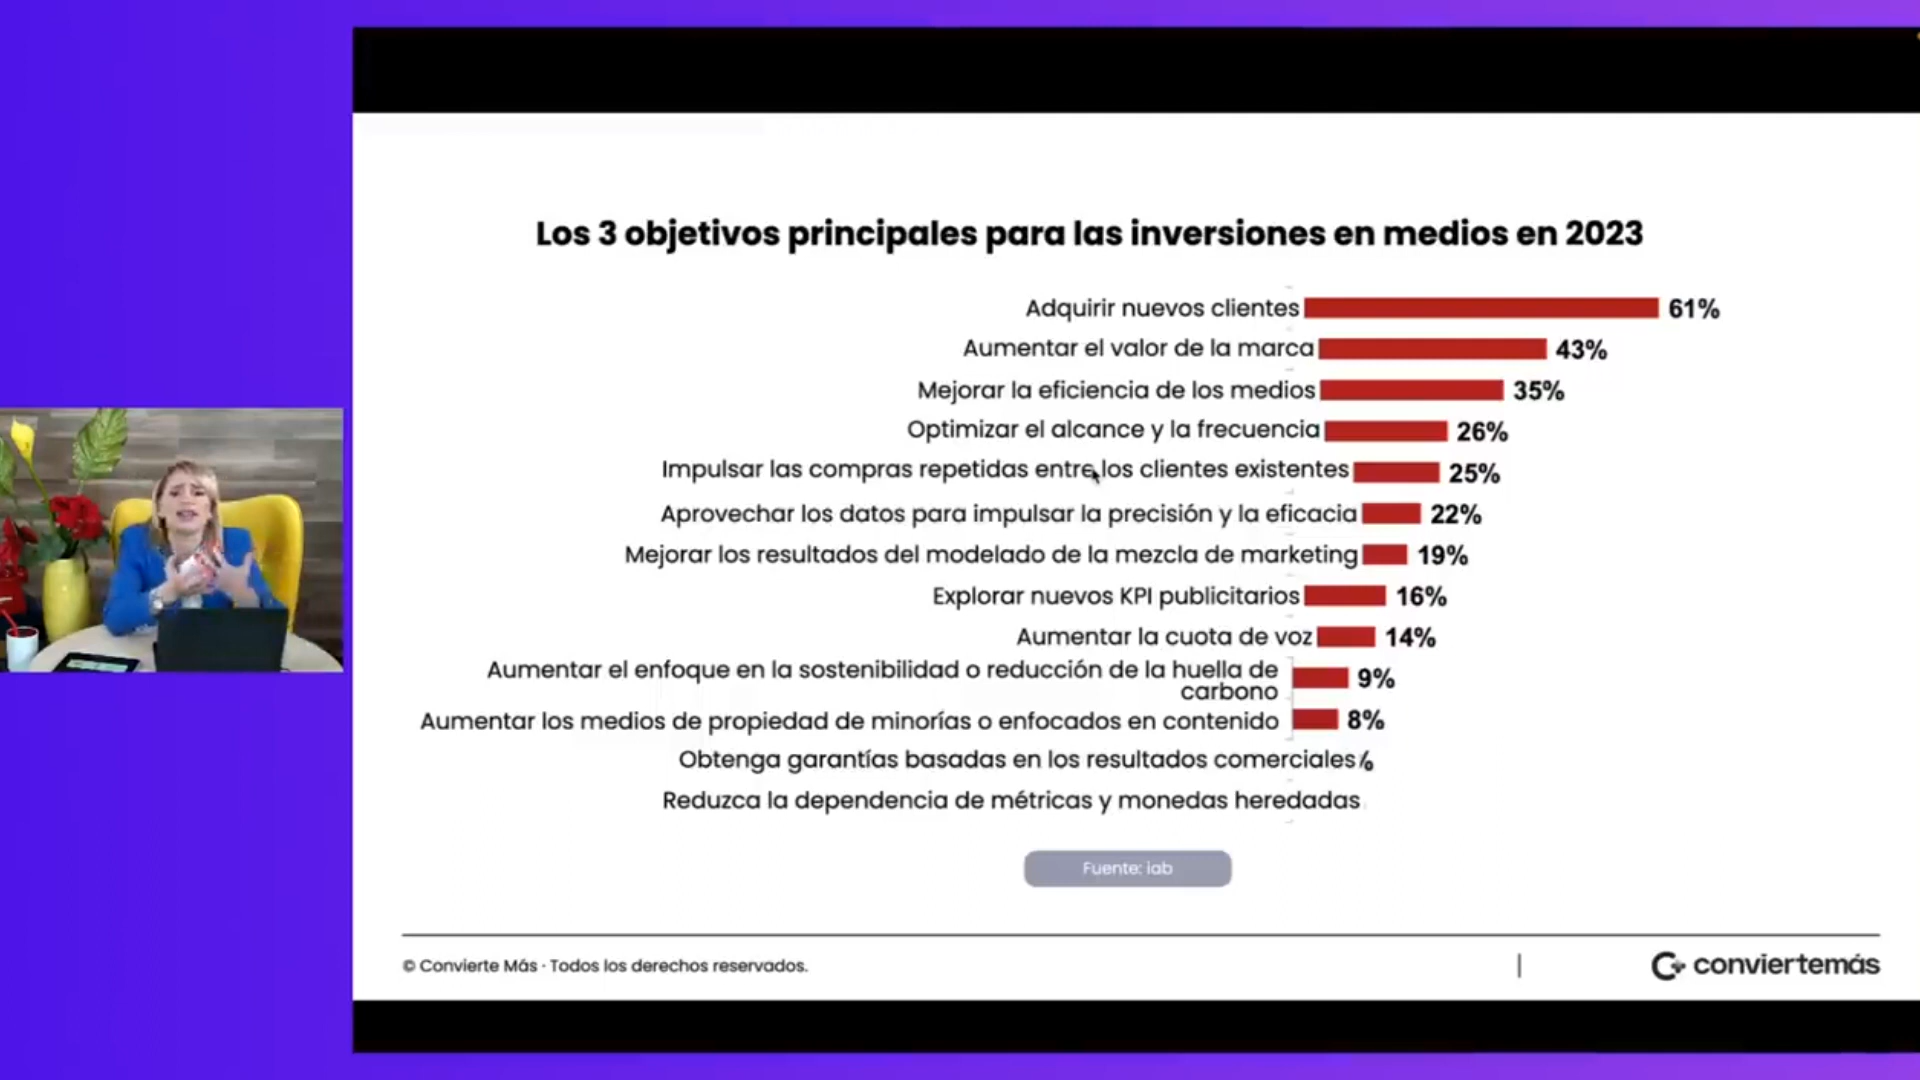 Los 3 objetivos principales para las inversiones en medios en 2023
Adquirir nuevos clientes 61%
Aumentar el valor de la marca 43%
Mejorar la eficiencia de los medios 35%
Optimizar el alcance y la frecuencia 26%
Impulsar las compras repetidas entre los clientes existentes 25%
Aprovechar los datos para impulsar la precisión y la eficacia 22%
Mejorar los resultados del modelado de la mezcla de marketing 19%
Explorar nuevos KPI publicitarios 16%
Aumentar la cuota de voz 14%
Aumentar el enfoque en la sostenibilidad o reducción de la huella de
carbono 9%
Aumentar los medios de propiedad de minorías o enfocados en contenido 8%
Obtenga garantías basadas en los resultados comerciales %
Reduzca la dependencia de métricas y monedas heredadas
Fuente: iab
© Convierte Más · Todos los derechos reservados.
conviertemás